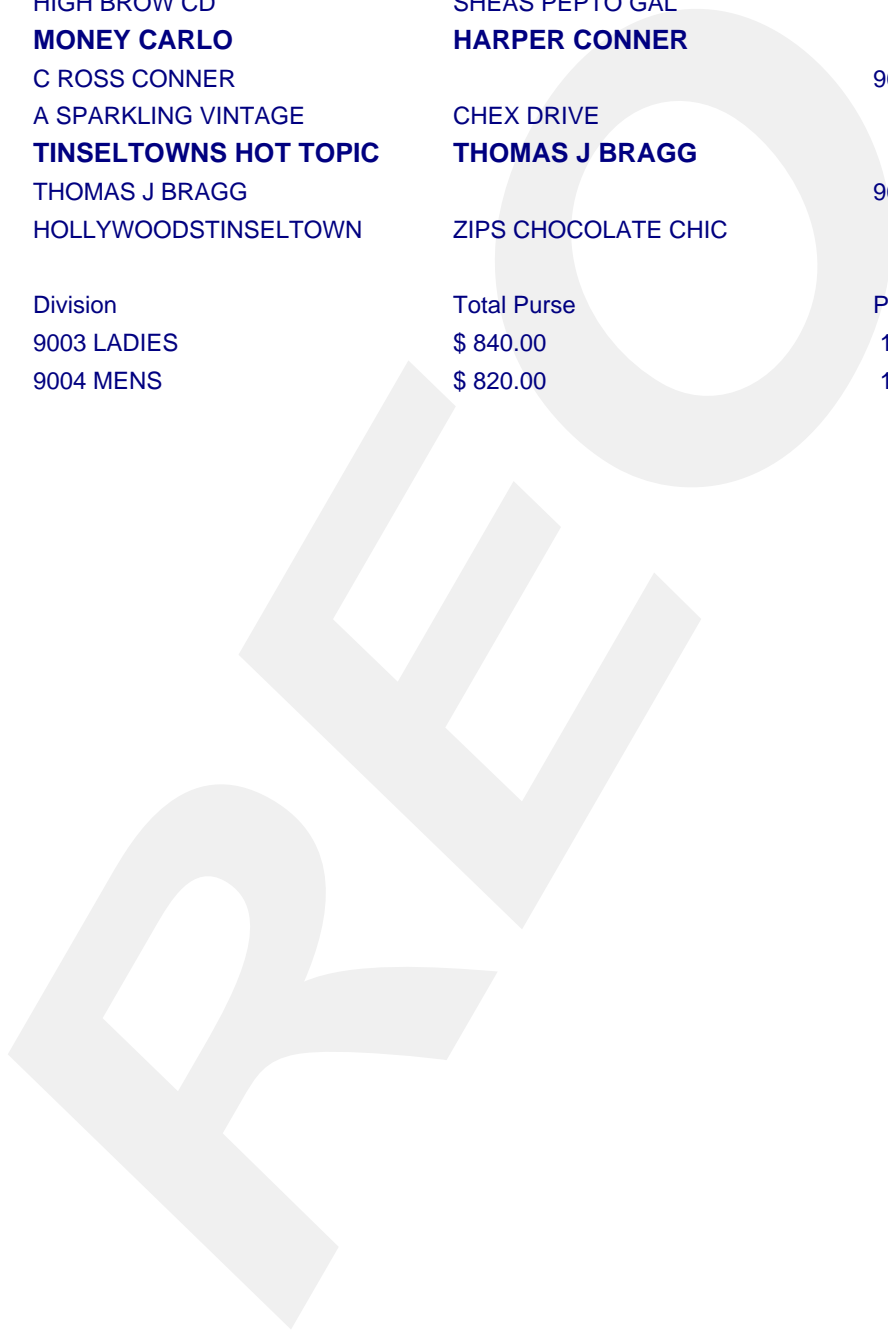 HIGH BROW CD SHEAS PEPTO GAL
MONEY CARLO HARPER CONNER
C ROSS CONNER
A SPARKLING VINTAGE CHEX DRIVE
TINSELTOWNS HOT TOPIC THOMAS J BRAGG
THOMAS J BRAGG
HOLLYWOODSTINSELTOWN ZIPS CHOCOLATE CHIC
Division Total Purse
9003 LADIES $ 840.00
9004 MENS $ 820.00
REO